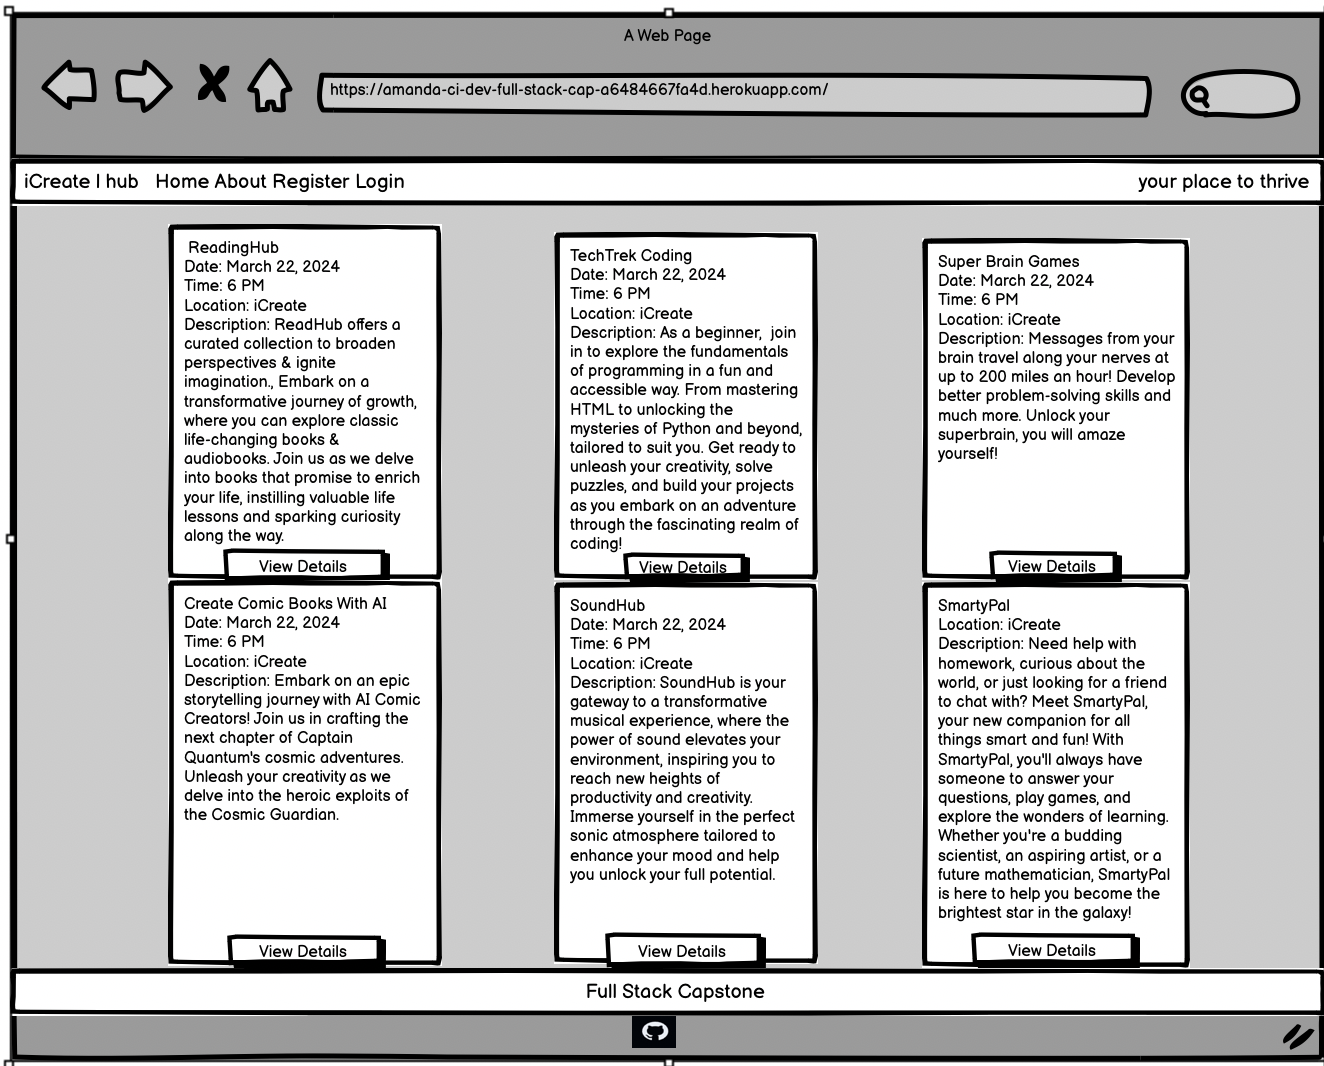 A Web Page
https://amanda-ci-dev-full-stack-cap-a6484667fa4d.herokuapp.com/
iCreate I hub Home About Register Login
your place to thrive
ReadingHub
Date: March 22, 2024
Time: 6 PM
Location: iCreate
Description: ReadHub offers a
curated collection to broaden
perspectives & ignite
imagination., Embark on a
transformative journey of growth,
where you can explore classic
life-changing books &
audiobooks. Join us as we delve
into books that promise to enrich
your life, instilling valuable life
lessons and sparking curiosity
along the way.
View Details
TechTrek Coding
Date: March 22, 2024
Time: 6 PM
Location: iCreate
Description: As a beginner,  join
in to explore the fundamentals
of programming in a fun and
accessible way. From mastering
HTML to unlocking the
mysteries of Python and beyond,
tailored to suit you. Get ready to
unleash your creativity, solve
puzzles, and build your projects
as you embark on an adventure
through the fascinating realm of
coding!
View Details
Super Brain Games
Date: March 22, 2024
Time: 6 PM
Location: iCreate
Description: Messages from your
brain travel along your nerves at
up to 200 miles an hour! Develop
better problem-solving skills and
much more. Unlock your
superbrain, you will amaze
yourself!
View Details
Create Comic Books With AI
Date: March 22, 2024
Time: 6 PM
Location: iCreate
Description: Embark on an epic
storytelling journey with AI Comic
Creators! Join us in crafting the
next chapter of Captain
Quantum's cosmic adventures.
Unleash your creativity as we
delve into the heroic exploits of
the Cosmic Guardian.
View Details
SoundHub
Date: March 22, 2024
Time: 6 PM
Location: iCreate
Description: SoundHub is your
gateway to a transformative
musical experience, where the
power of sound elevates your
environment, inspiring you to
reach new heights of
productivity and creativity.
Immerse yourself in the perfect
sonic atmosphere tailored to
enhance your mood and help
you unlock your full potential.
View Details
SmartyPal
Location: iCreate
Description: Need help with
homework, curious about the
world, or just looking for a friend
to chat with? Meet SmartyPal,
your new companion for all
things smart and fun! With
SmartyPal, you'll always have
someone to answer your
questions, play games, and
explore the wonders of learning.
Whether you're a budding
scientist, an aspiring artist, or a
future mathematician, SmartyPal
is here to help you become the
brightest star in the galaxy!
View Details
Full Stack Capstone